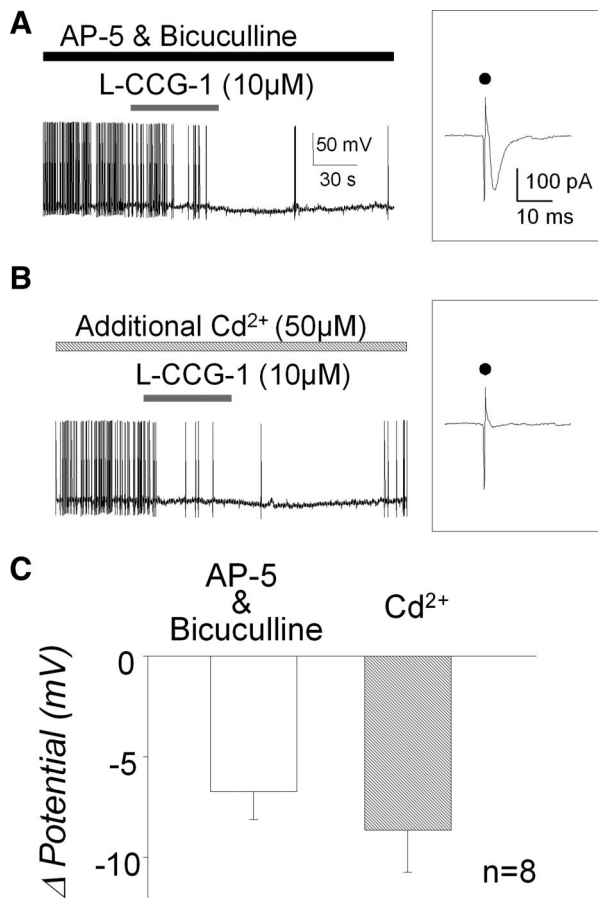 A
AP-5 & Bicuculline
L-CCG-1 (10µM)
50 mV
30 s
100 pA
10 ms
B
Additional Cd²⁺ (50µM)
L-CCG-1 (10µM)
C
AP-5
&
Bicuculline
Cd²⁺
Δ Potential (mV)
0
-5
-10
n=8